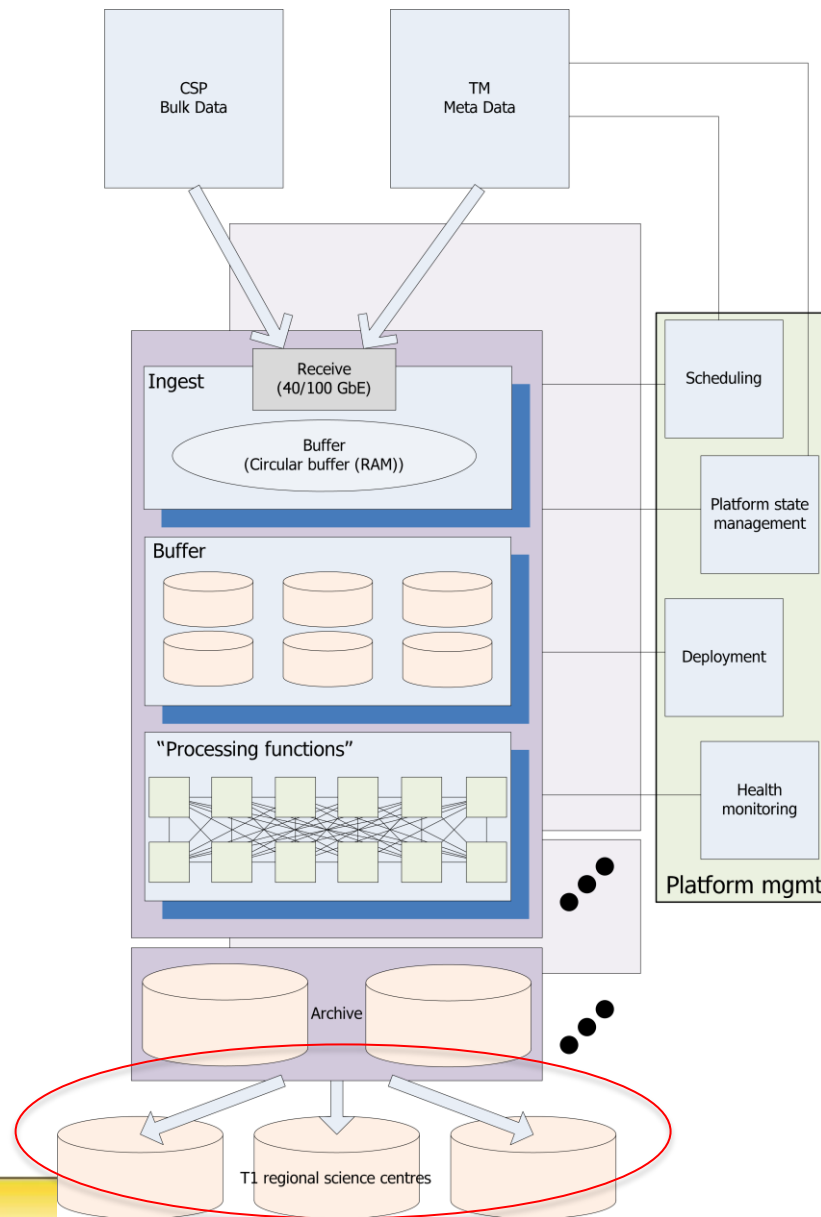 CSP
Bulk Data
TM
Meta Data
Receive
(40/100 GbE)
Ingest
Buffer
(Circular buffer (RAM))
Scheduling
Platform state
management
Buffer
Deployment
“Processing functions”
Health
monitoring
Platform mgmt
Archive
T1 regional science centres